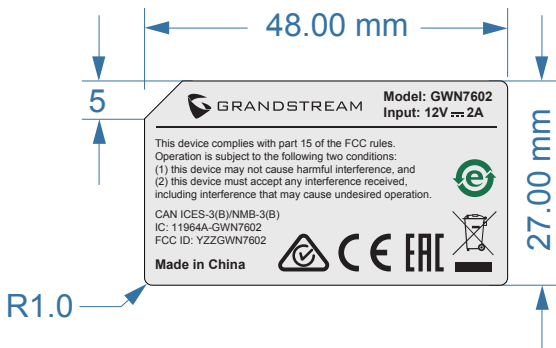 48.00 mm
5
GRANDSTREAM
Model: GWN7602
Input: 12V ⎓ 2A
This device complies with part 15 of the FCC rules.
Operation is subject to the following two conditions:
(1) this device may not cause harmful interference, and
(2) this device must accept any interference received,
including interference that may cause undesired operation.
e
CAN ICES-3(B)/NMB-3(B)
IC: 11964A-GWN7602
FCC ID: YZZGWN7602
Made in China
CE EAC
27.00 mm
R1.0